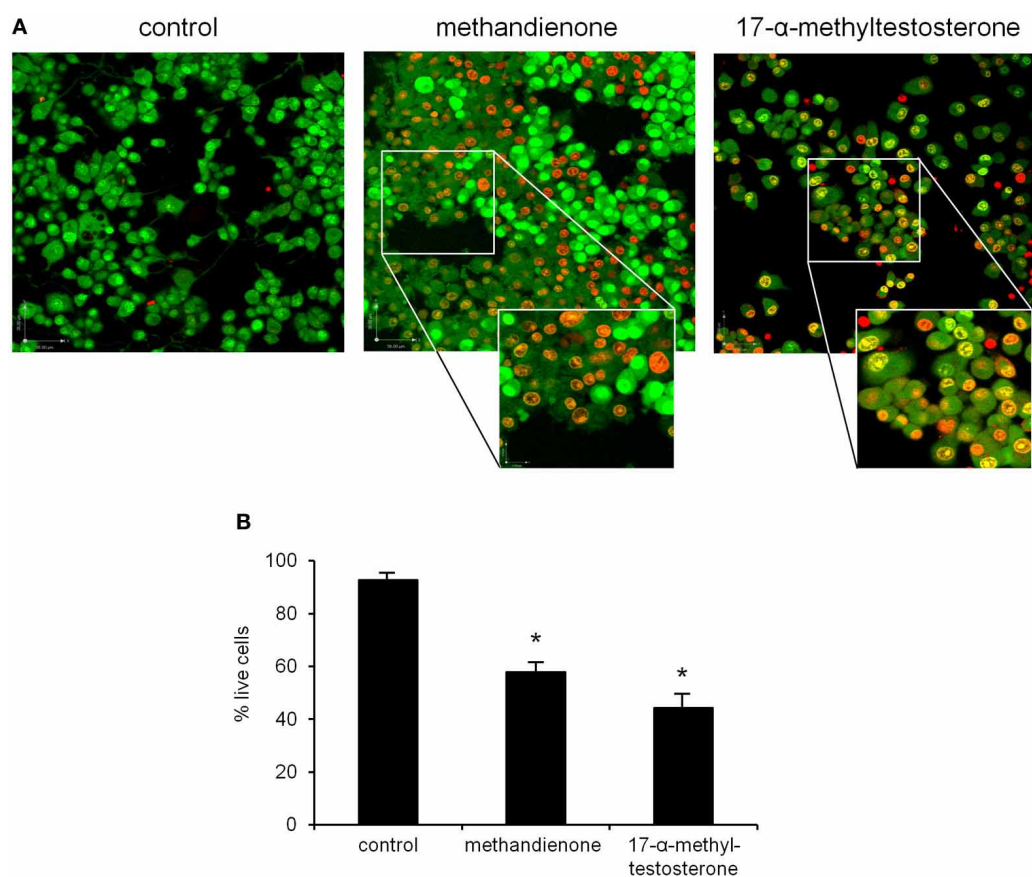 A
control
methandienone
17-α-methyltestosterone
B
% live cells
100
80
60
40
20
0
*
*
control
methandienone
17-α-methyl-
testosterone